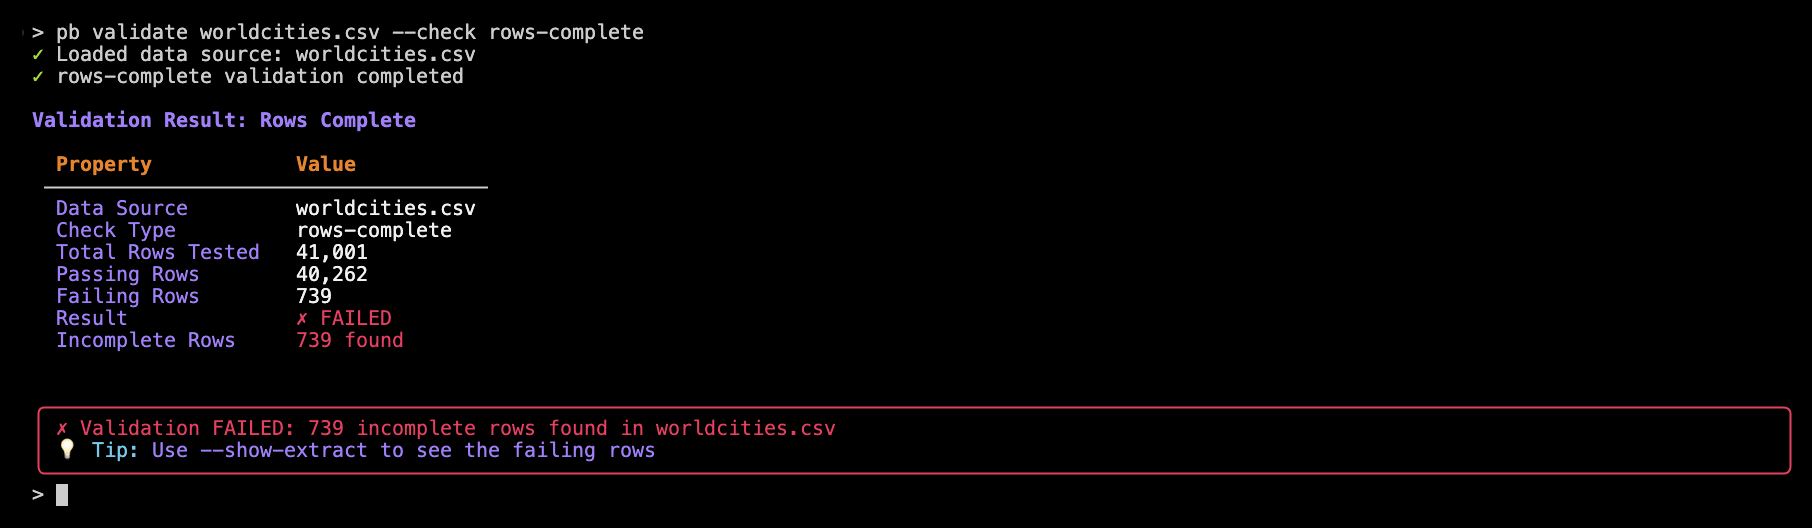 > pb validate worldcities.csv --check rows-complete
✓ Loaded data source: worldcities.csv
✓ rows-complete validation completed
Validation Result: Rows Complete
Property Value
Data Source worldcities.csv
Check Type rows-complete
Total Rows Tested 41,001
Passing Rows 40,262
Failing Rows 739
Result ✗ FAILED
Incomplete Rows 739 found
✗ Validation FAILED: 739 incomplete rows found in worldcities.csv
💡 Tip: Use --show-extract to see the failing rows
>